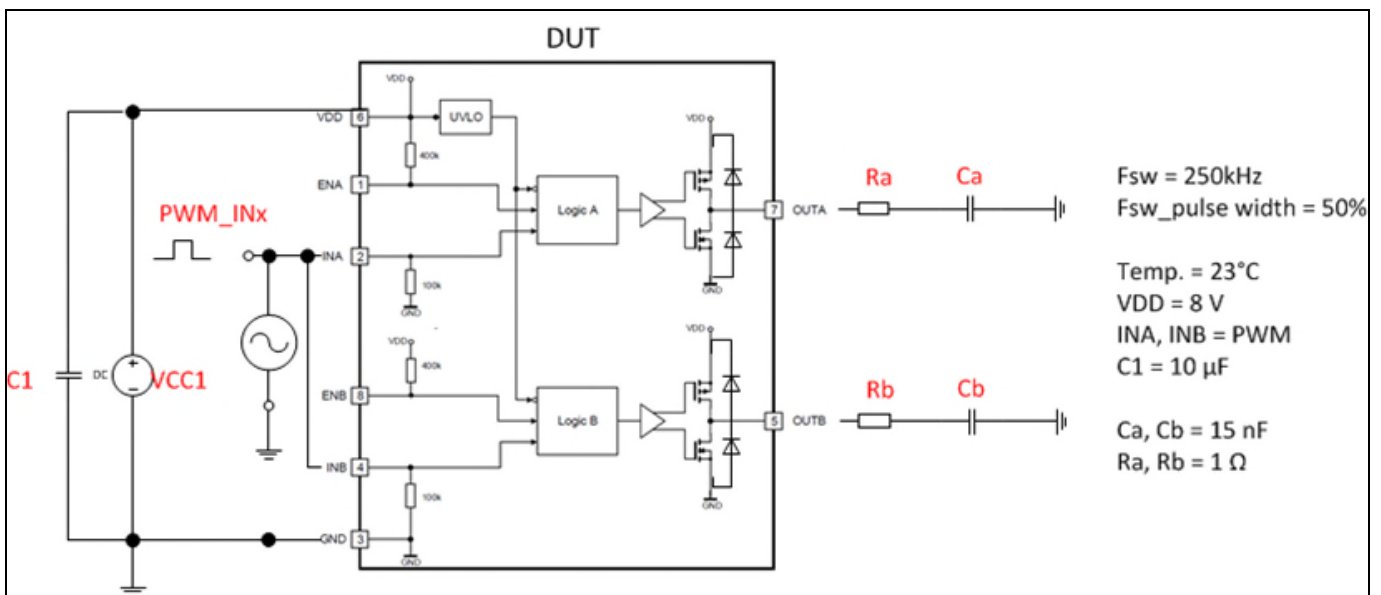 DUT
VDD
VDD 6
UVLO
VDD
400k
ENA 1
PWM_INx
Logic A
Ra
Ca
7 OUTA
INA 2
100k
GND
GND
VDD
VDD
400k
C1
DC
VCC1
ENB 8
Logic B
Rb
Cb
5 OUTB
INB 4
100k
GND
GND 3
GND
Fsw = 250kHz
Fsw_pulse width = 50%
Temp. = 23°C
VDD = 8 V
INA, INB = PWM
C1 = 10 µF
Ca, Cb = 15 nF
Ra, Rb = 1 Ω